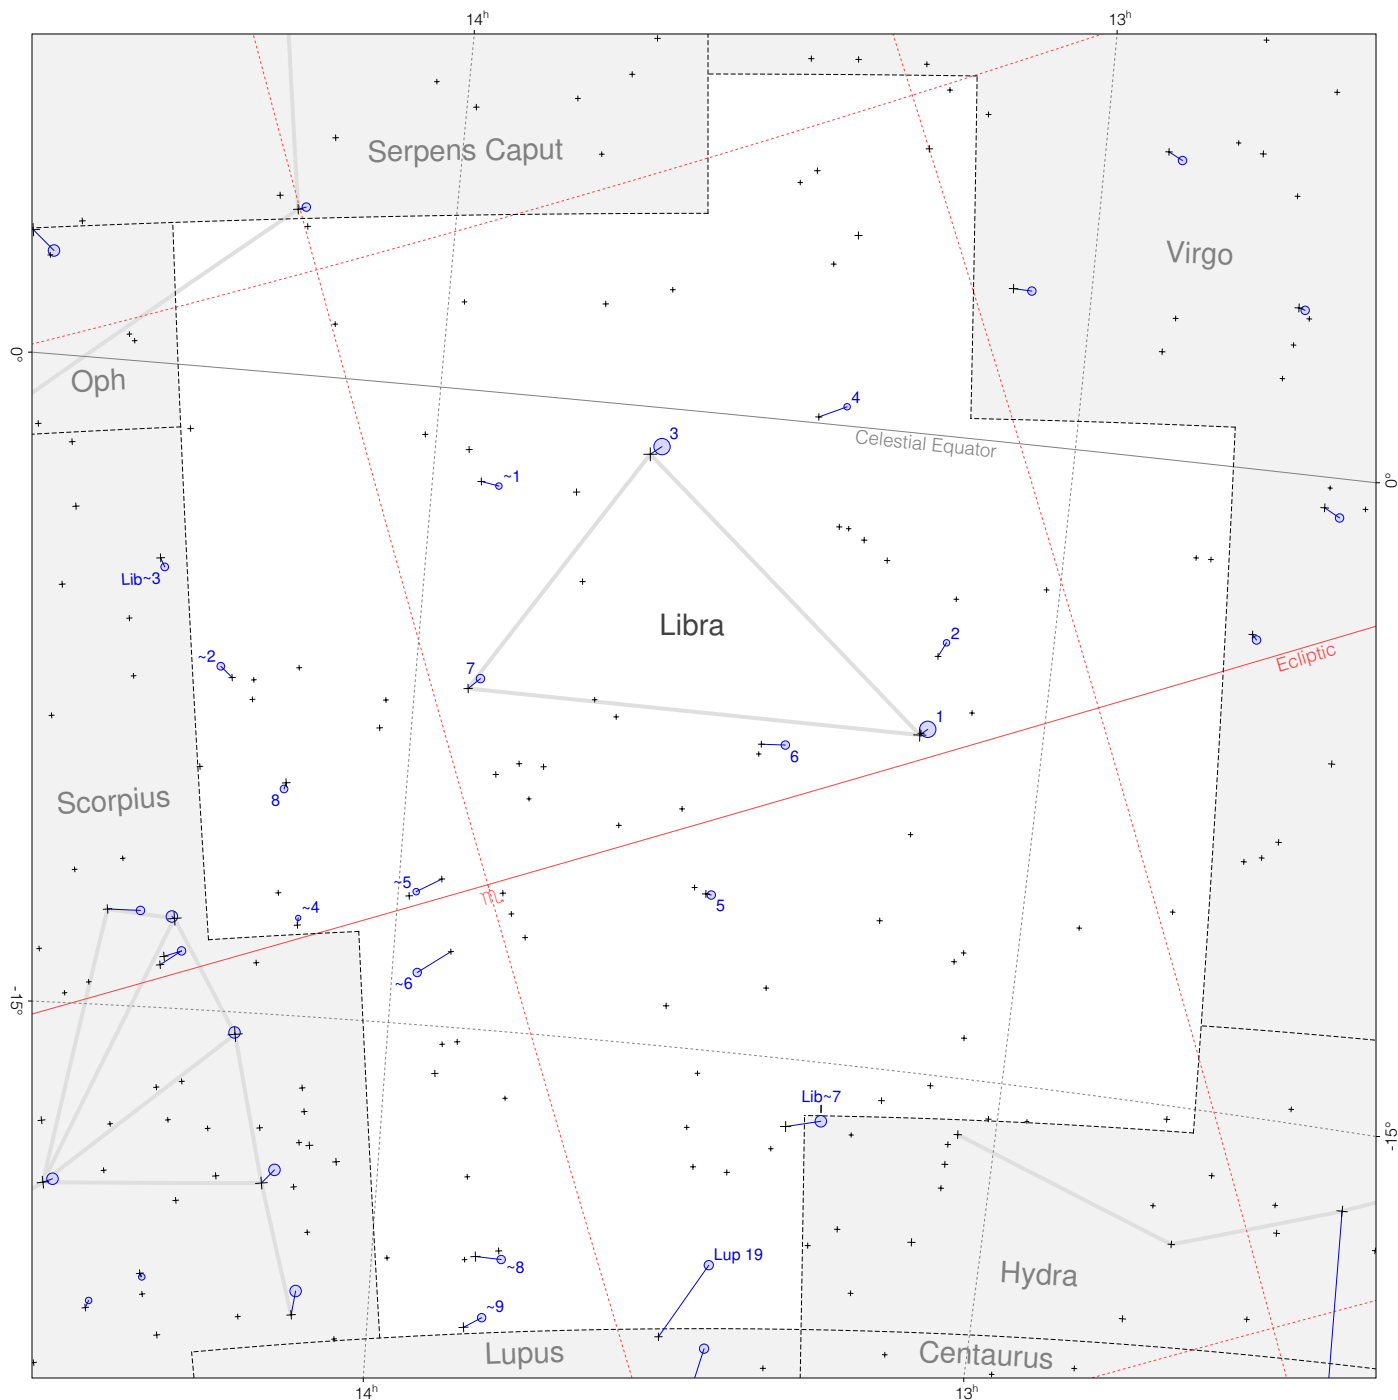 14h
13h
Serpens Caput
Virgo
0°
Oph
4
3
Celestial Equator
0°
~1
Lib~3
Libra
2
~2
7
Ecliptic
1
6
Scorpius
8
~5
♏
5
~4
~6
-15°
Lib~7
-15°
Lup 19
~8
Hydra
~9
Lupus
Centaurus
14h
13h